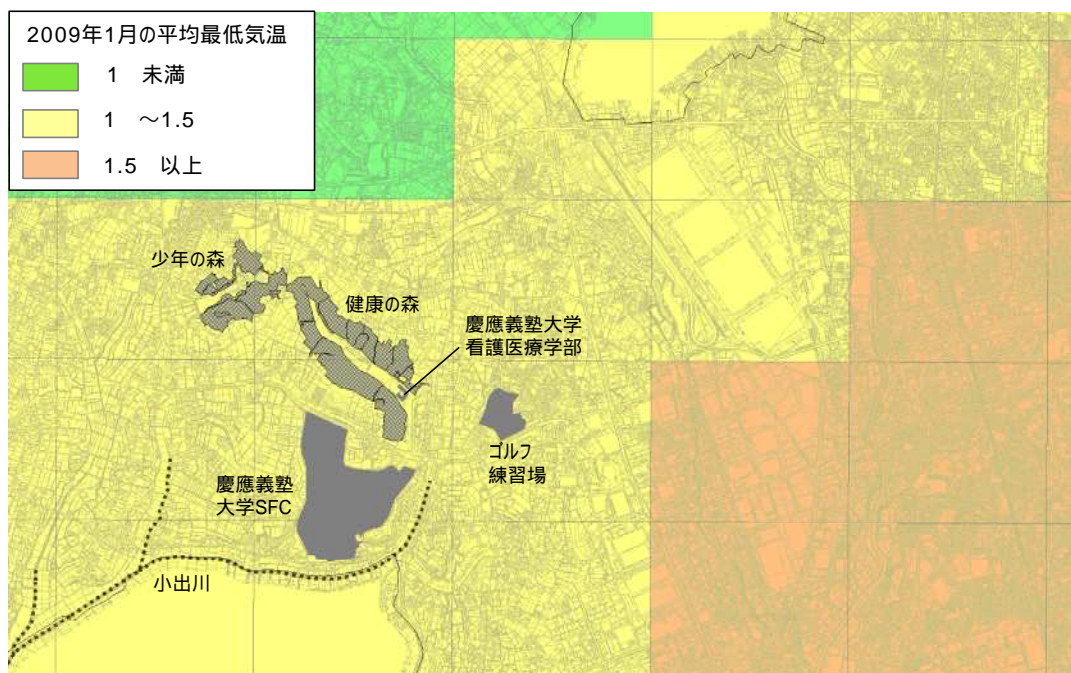 2009年1月の平均最低気温
1 未満
1 ～1.5
1.5 以上
少年の森
健康の森
慶應義塾大学
看護医療学部
ゴルフ
練習場
慶應義塾
大学SFC
小出川